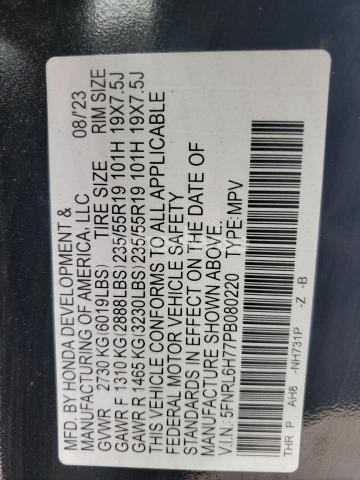 MFD. BY HONDA DEVELOPMENT & 08/'23
MANUFACTURING OF AMERICA, LLC
GVWR 2730 KG(6019LBS) TIRE SIZE RIM SIZE
GAWR F 1310 KG(2888LBS) 235/55R19 101H 19X7.5J
GAWR R 1465 KG(3230LBS) 235/55R19 101H 19X7.5J
THIS VEHICLE CONFORMS TO ALL APPLICABLE
FEDERAL MOTOR VEHICLE SAFETY
STANDARDS IN EFFECT ON THE DATE OF
MANUFACTURE SHOWN ABOVE.
V.I.N.: 5FNRL6H77PB080220 TYPE: MPV
THR P AH8 -NH731P -Z -B